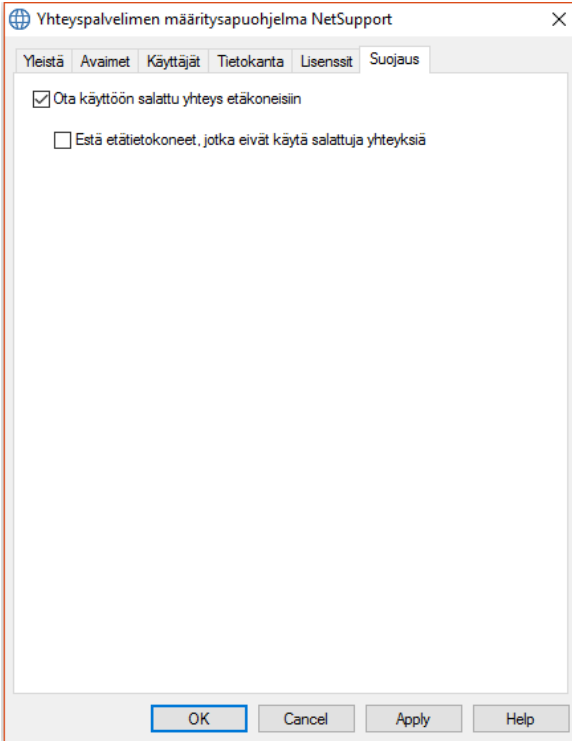 Yhteyspalvelimen määritysapuohjelma NetSupport
Yleistä Avaimet Käyttäjät Tietokanta Lisenssit Suojaus
Ota käyttöön salattu yhteys etäkoneisiin
Estä etätietokoneet, jotka eivät käytä salattuja yhteyksiä
OK Cancel Apply Help